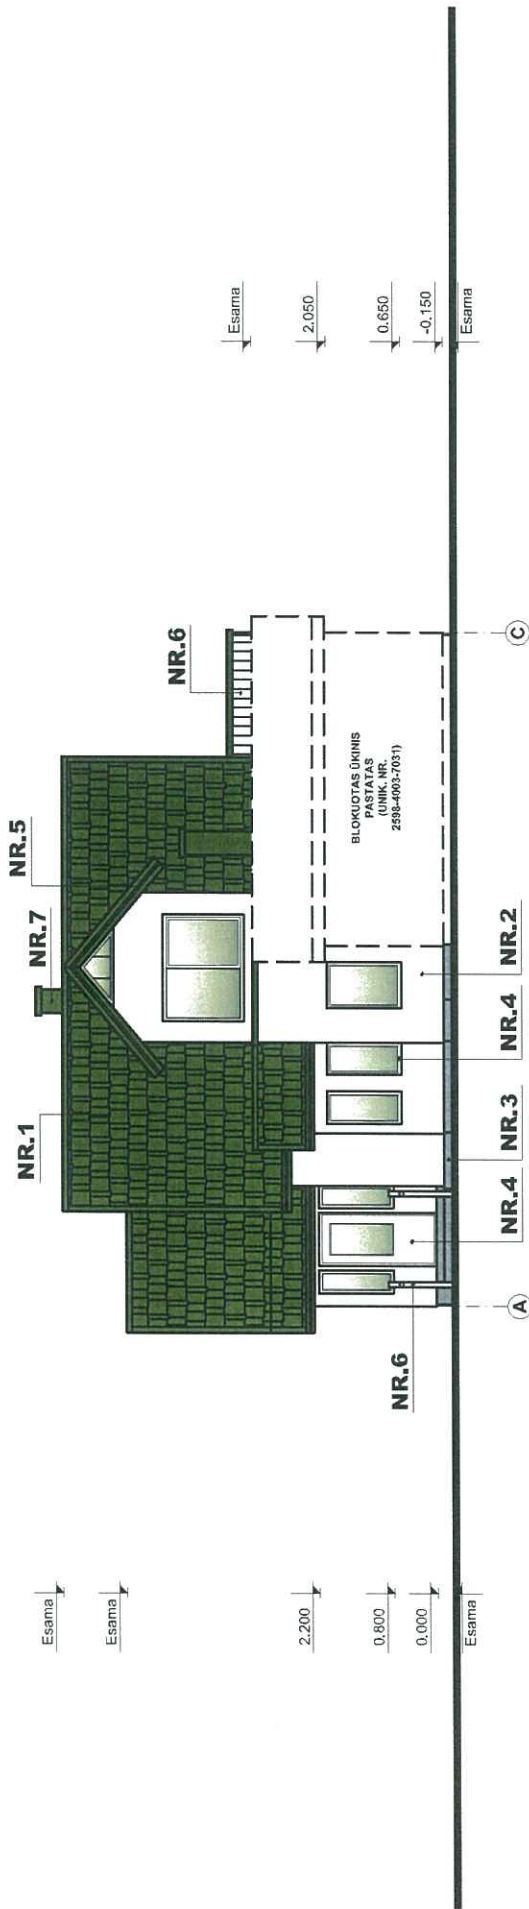 NR.1
NR.7
NR.5
NR.6
Esama
Esama
2.200
0.800
0.000
Esama
Esama
2.050
0.650
-0.150
Esama
BLOKUOTAS ŪKINIS
PASTATAS
(UNIK. NR.
2598-4003-7031)
NR.6
NR.4
NR.3
NR.4
NR.2
A
C